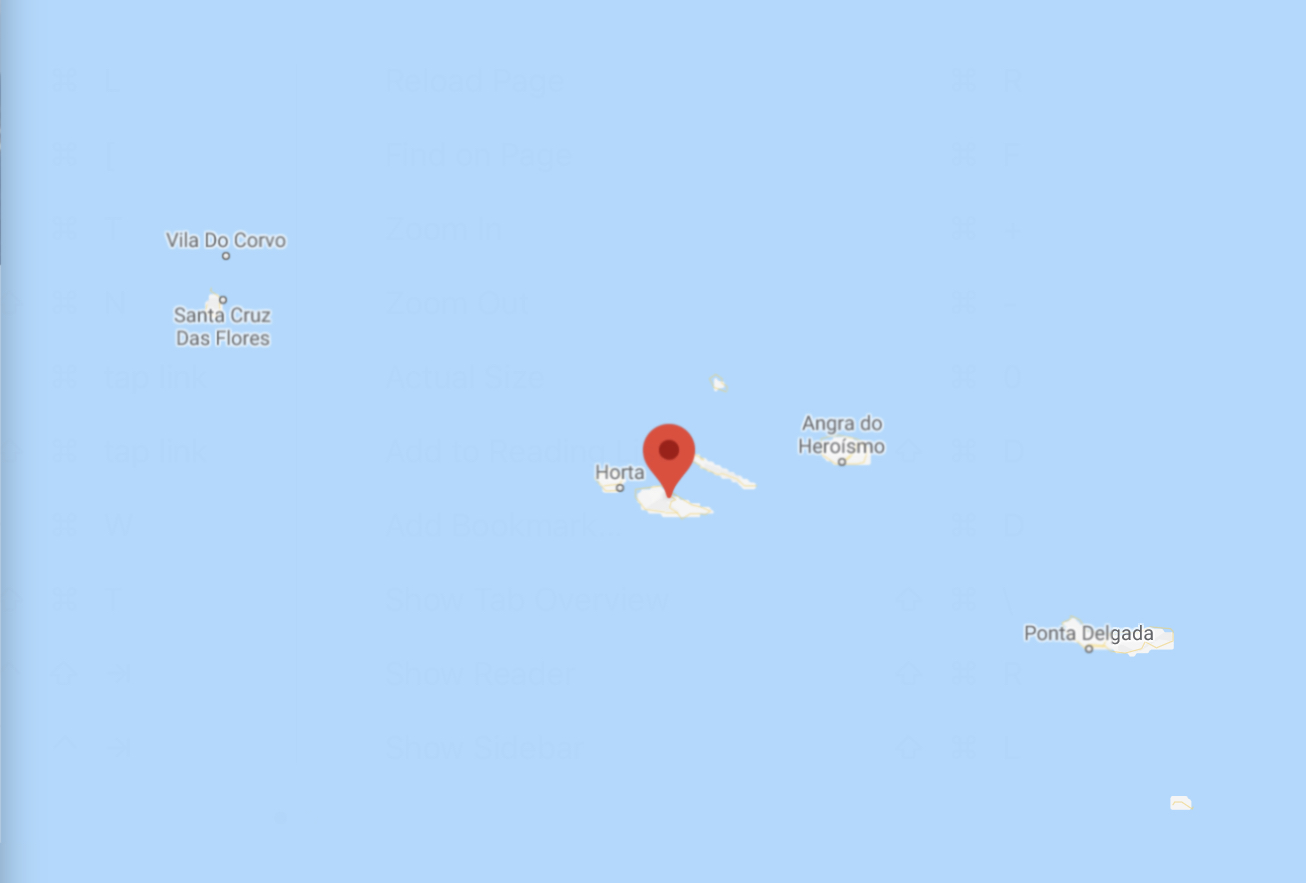 ⌘ L Reload Page ⌘ R
⌘ [ Find on Page ⌘ F
⌘ T Zoom In ⌘ +
Vila Do Corvo
⌘ N Zoom Out ⌘ -
Santa Cruz
Das Flores
⌘ tap link Actual Size ⌘ 0
Angra do
Heroísmo
⌘ tap link Add to Reading L ⌘ D
Horta
⌘ W Add Bookmark... ⌘ D
⌘ T Show Tab Overview ⌘ \
Ponta Delgada
Show Reader ⌘ R
Show Sidebar ⌘ L